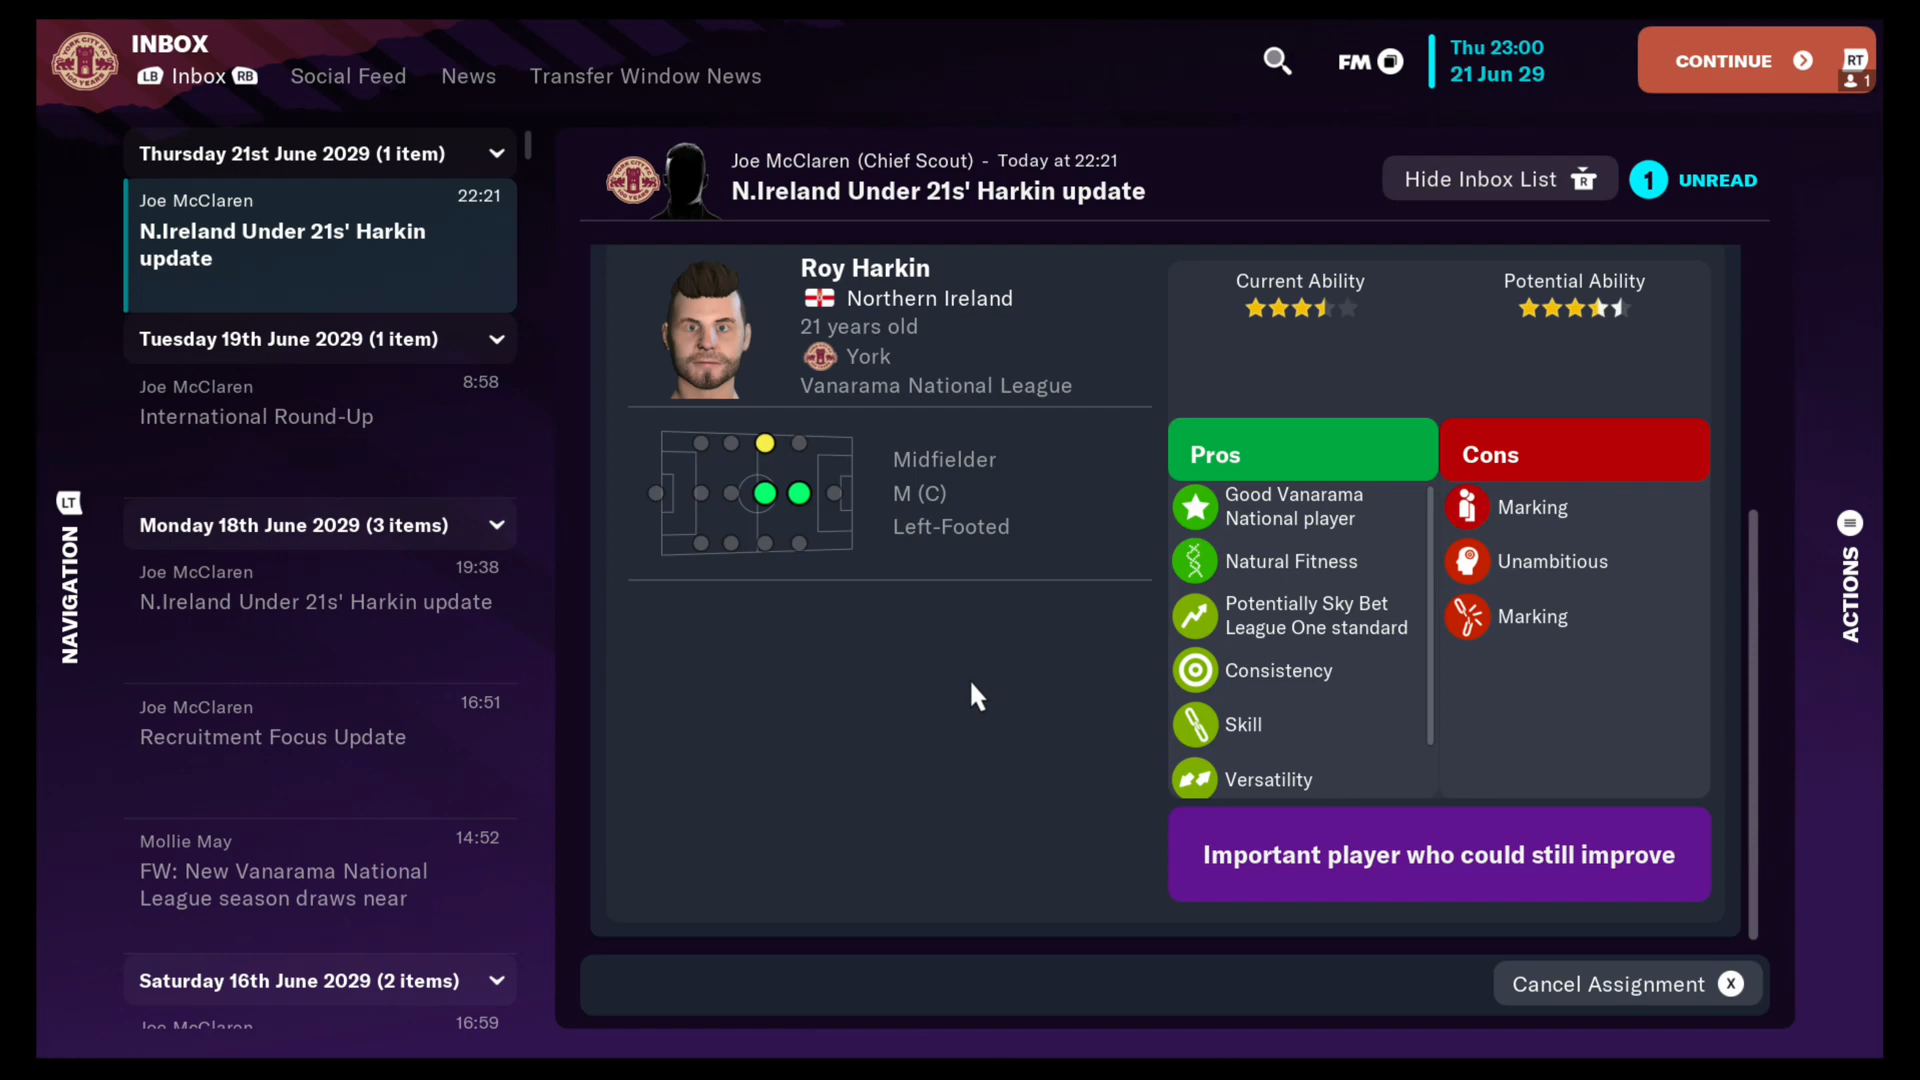 INBOX
LB Inbox RB
Social Feed
News
Transfer Window News
FM
Thu 23:00
21 Jun 29
CONTINUE
RT
1
Thursday 21st June 2029 (1 item)
Joe McClaren
22:21
N.Ireland Under 21s' Harkin
update
Tuesday 19th June 2029 (1 item)
Joe McClaren
8:58
International Round-Up
Monday 18th June 2029 (3 items)
Joe McClaren
19:38
N.Ireland Under 21s' Harkin update
Joe McClaren
16:51
Recruitment Focus Update
Mollie May
14:52
FW: New Vanarama National
League season draws near
Saturday 16th June 2029 (2 items)
Joe McClaren
16:59
LT
NAVIGATION
Joe McClaren (Chief Scout) - Today at 22:21
N.Ireland Under 21s' Harkin update
Hide Inbox List R
1 UNREAD
Roy Harkin
Northern Ireland
21 years old
York
Vanarama National League
Midfielder
M (C)
Left-Footed
Current Ability
Potential Ability
Pros
Good Vanarama
National player
Natural Fitness
Potentially Sky Bet
League One standard
Consistency
Skill
Versatility
Cons
Marking
Unambitious
Marking
Important player who could still improve
Cancel Assignment X
ACTIONS